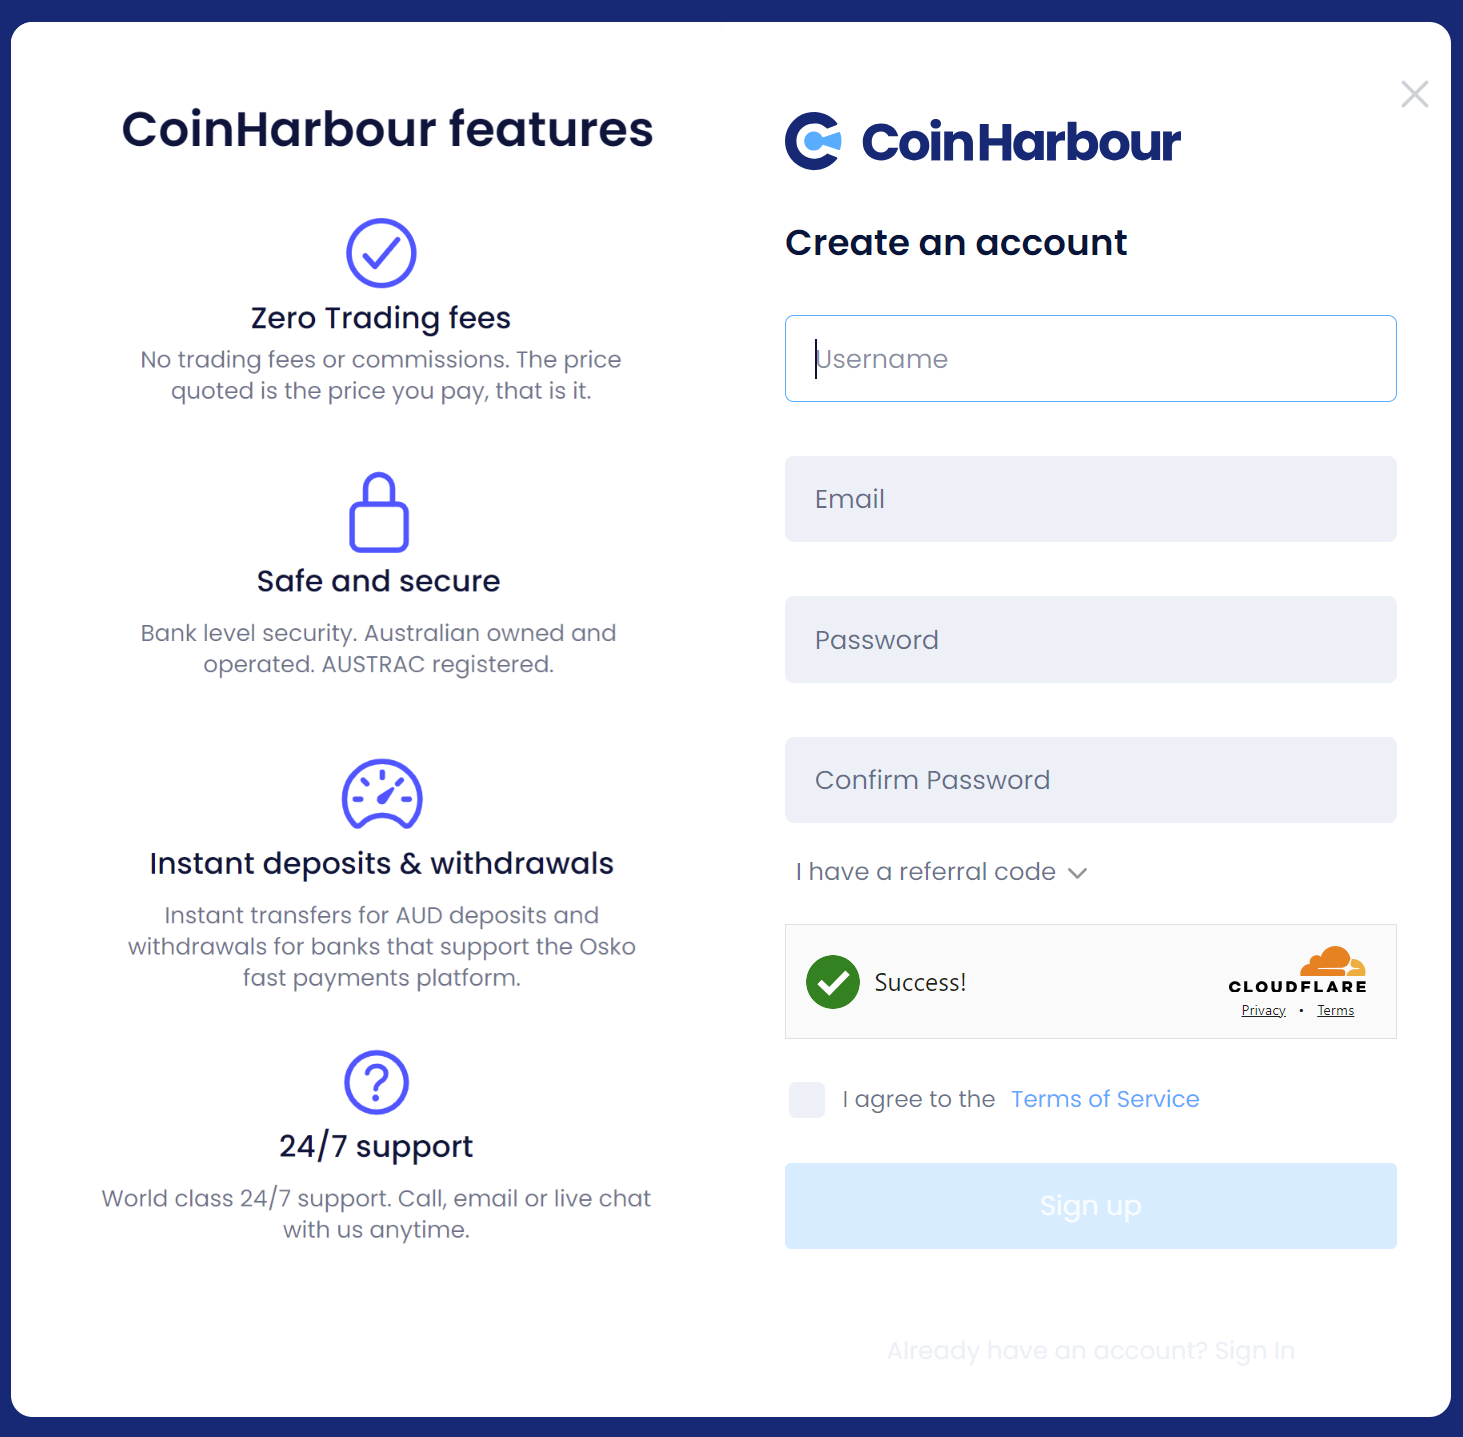 CoinHarbour features
Zero Trading fees
No trading fees or commissions. The price
quoted is the price you pay, that is it.
Safe and secure
Bank level security. Australian owned and
operated. AUSTRAC registered.
Instant deposits & withdrawals
Instant transfers for AUD deposits and
withdrawals for banks that support the Osko
fast payments platform.
24/7 support
World class 24/7 support. Call, email or live chat
with us anytime.
CoinHarbour
Create an account
Username
Email
Password
Confirm Password
I have a referral code
Success!
CLOUDFLARE
Privacy • Terms
I agree to the Terms of Service
Sign up
Already have an account? Sign In